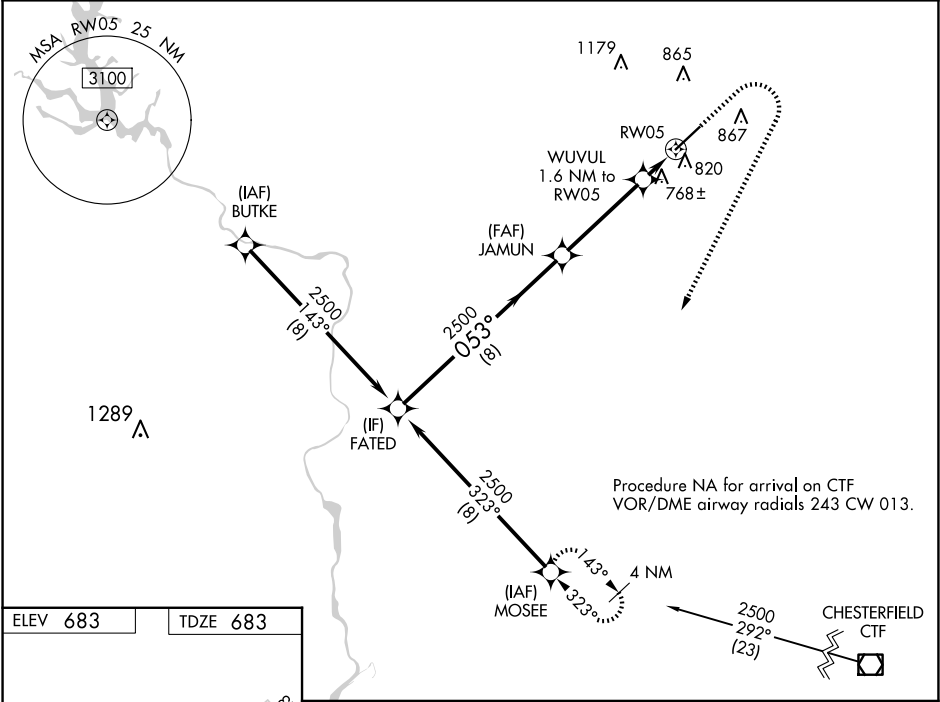 MSA RW05 25 NM
3100
1179
865
867
820
768±
RW05
WUVUL
1.6 NM to
RW05
(IAF)
BUTKE
(FAF)
JAMUN
2500
143°
(8)
2500
053°
(8)
1289
(IF)
FATED
2500
323°
(8)
Procedure NA for arrival on CTF
VOR/DME airway radials 243 CW 013.
143°
323°
4 NM
(IAF)
MOSEE
2500
292°
(23)
CHESTERFIELD
CTF
ELEV 683
TDZE 683